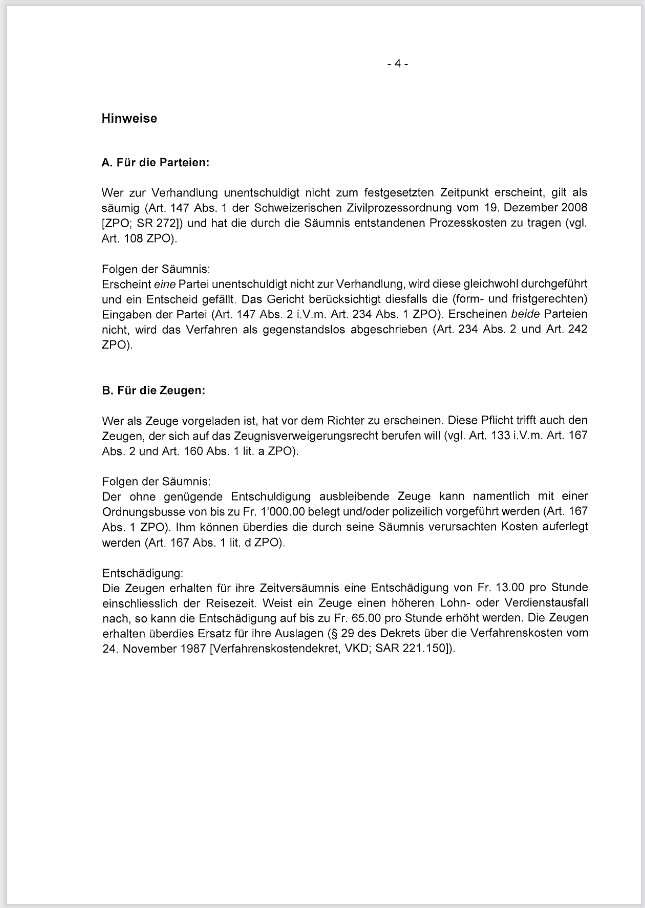 - 4 -
Hinweise
A. Für die Parteien:
Wer zur Verhandlung unentschuldigt nicht zum festgesetzten Zeitpunkt erscheint, gilt als
säumig (Art. 147 Abs. 1 der Schweizerischen Zivilprozessordnung vom 19. Dezember 2008
[ZPO; SR 272]) und hat die durch die Säumnis entstandenen Prozesskosten zu tragen (vgl.
Art. 108 ZPO).
Folgen der Säumnis:
Erscheint eine Partei unentschuldigt nicht zur Verhandlung, wird diese gleichwohl durchgeführt
und ein Entscheid gefällt. Das Gericht berücksichtigt diesfalls die (form- und fristgerechten)
Eingaben der Partei (Art. 147 Abs. 2 i.V.m. Art. 234 Abs. 1 ZPO). Erscheinen beide Parteien
nicht, wird das Verfahren als gegenstandslos abgeschrieben (Art. 234 Abs. 2 und Art. 242
ZPO).
B. Für die Zeugen:
Wer als Zeuge vorgeladen ist, hat vor dem Richter zu erscheinen. Diese Pflicht trifft auch den
Zeugen, der sich auf das Zeugnisverweigerungsrecht berufen will (vgl. Art. 133 i.V.m. Art. 167
Abs. 2 und Art. 160 Abs. 1 lit. a ZPO).
Folgen der Säumnis:
Der ohne genügende Entschuldigung ausbleibende Zeuge kann namentlich mit einer
Ordnungsbusse von bis zu Fr. 1'000.00 belegt und/oder polizeilich vorgeführt werden (Art. 167
Abs. 1 ZPO). Ihm können überdies die durch seine Säumnis verursachten Kosten auferlegt
werden (Art. 167 Abs. 1 lit. d ZPO).
Entschädigung:
Die Zeugen erhalten für ihre Zeitversäumnis eine Entschädigung von Fr. 13.00 pro Stunde
einschliesslich der Reisezeit. Weist ein Zeuge einen höheren Lohn- oder Verdienstausfall
nach, so kann die Entschädigung auf bis zu Fr. 65.00 pro Stunde erhöht werden. Die Zeugen
erhalten überdies Ersatz für ihre Auslagen (§ 29 des Dekrets über die Verfahrenskosten vom
24. November 1987 [Verfahrenskostendekret, VKD; SAR 221.150]).